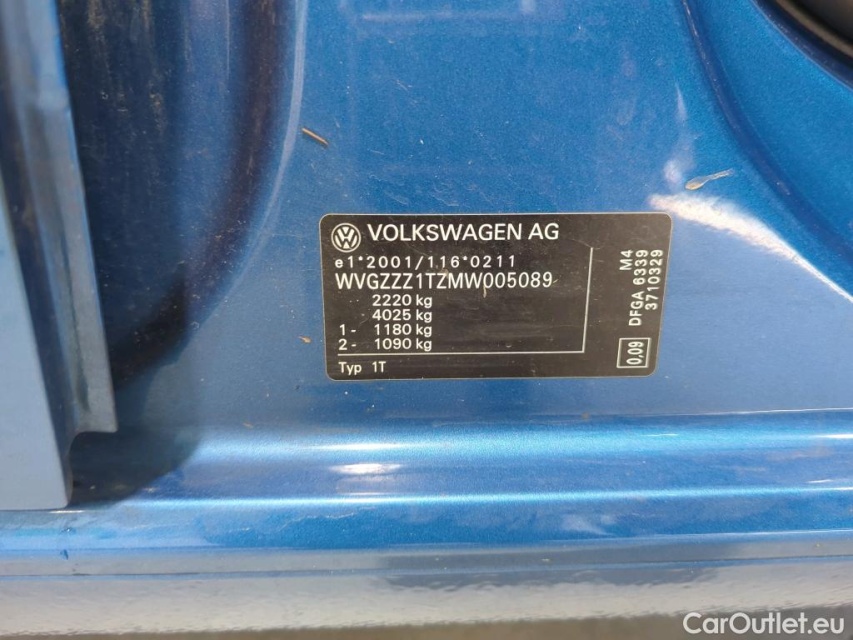 VOLKSWAGEN AG
e1*2001/116*0211
WVGZZZ1TZMW005089
2220 kg
4025 kg
1- 1180 kg
2- 1090 kg
Typ 1T
M4
DFGA 6339
3710329
0,09
CarOutlet.eu